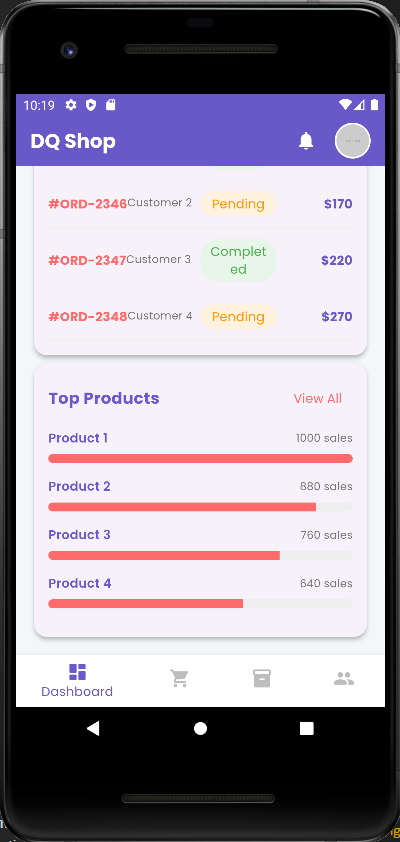 10:19
DQ Shop
#ORD-2346 Customer 2 Pending $170
#ORD-2347 Customer 3 Complet $220
ed
#ORD-2348 Customer 4 Pending $270
Top Products View All
Product 1 1000 sales
Product 2 880 sales
Product 3 760 sales
Product 4 640 sales
Dashboard